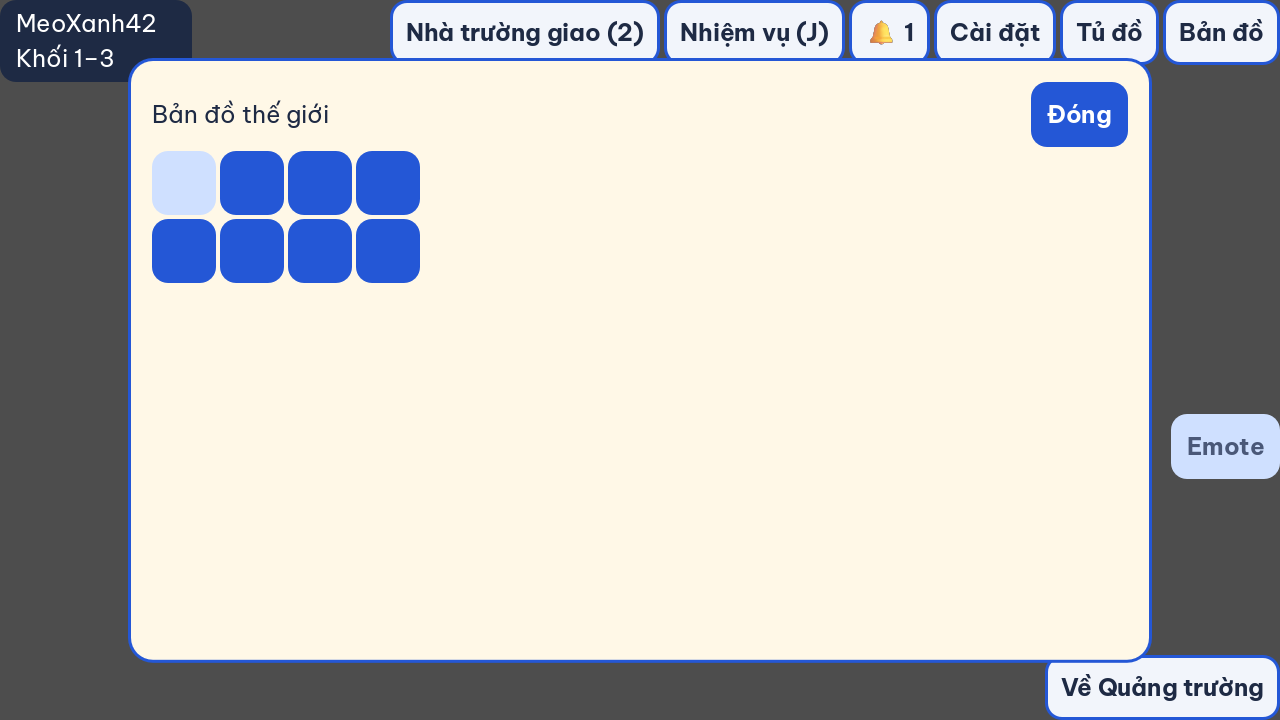 MeoXanh42
Khối 1–3
Nhà trường giao (2)
Nhiệm vụ (J)
🔔 1
Cài đặt
Tủ đồ
Bản đồ
Bản đồ thế giới
Đóng
Emote
Về Quảng trường